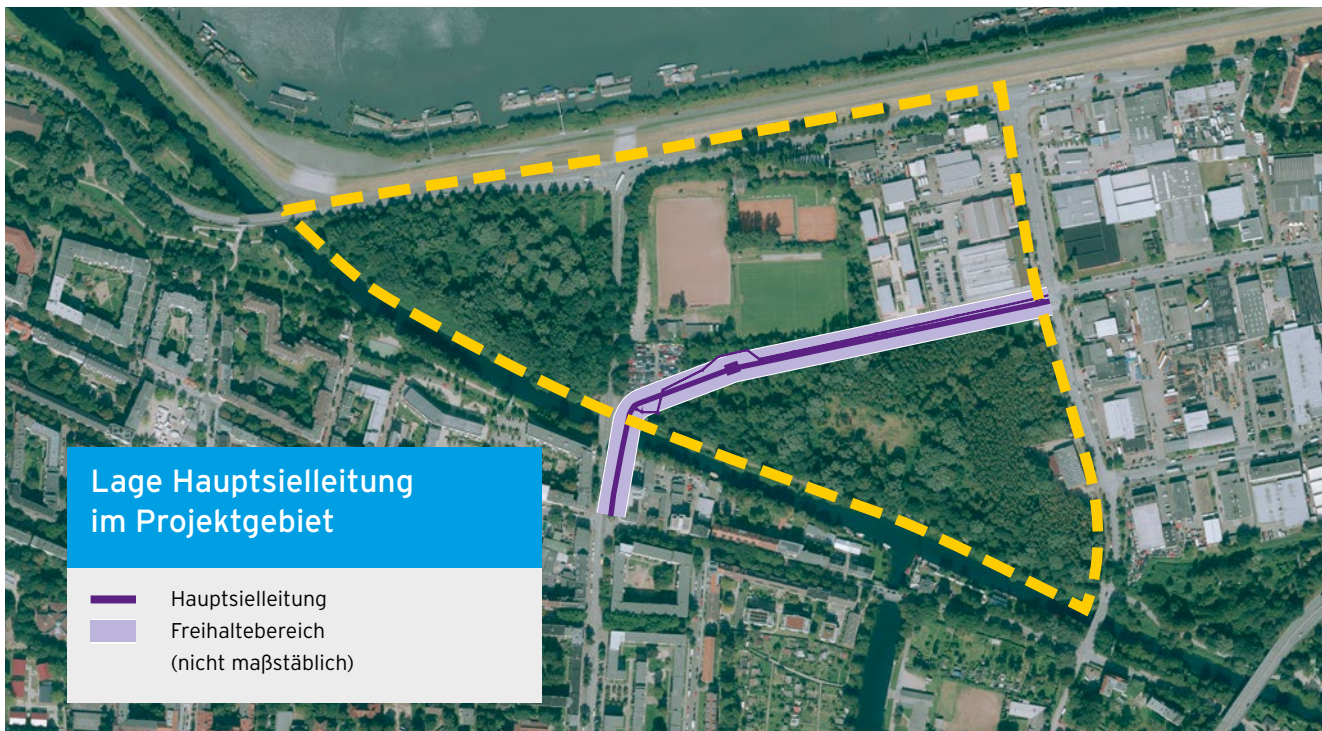 Lage Hauptsielleitung
im Projektgebiet
Hauptsielleitung
Freihaltebereich
(nicht maßstäblich)